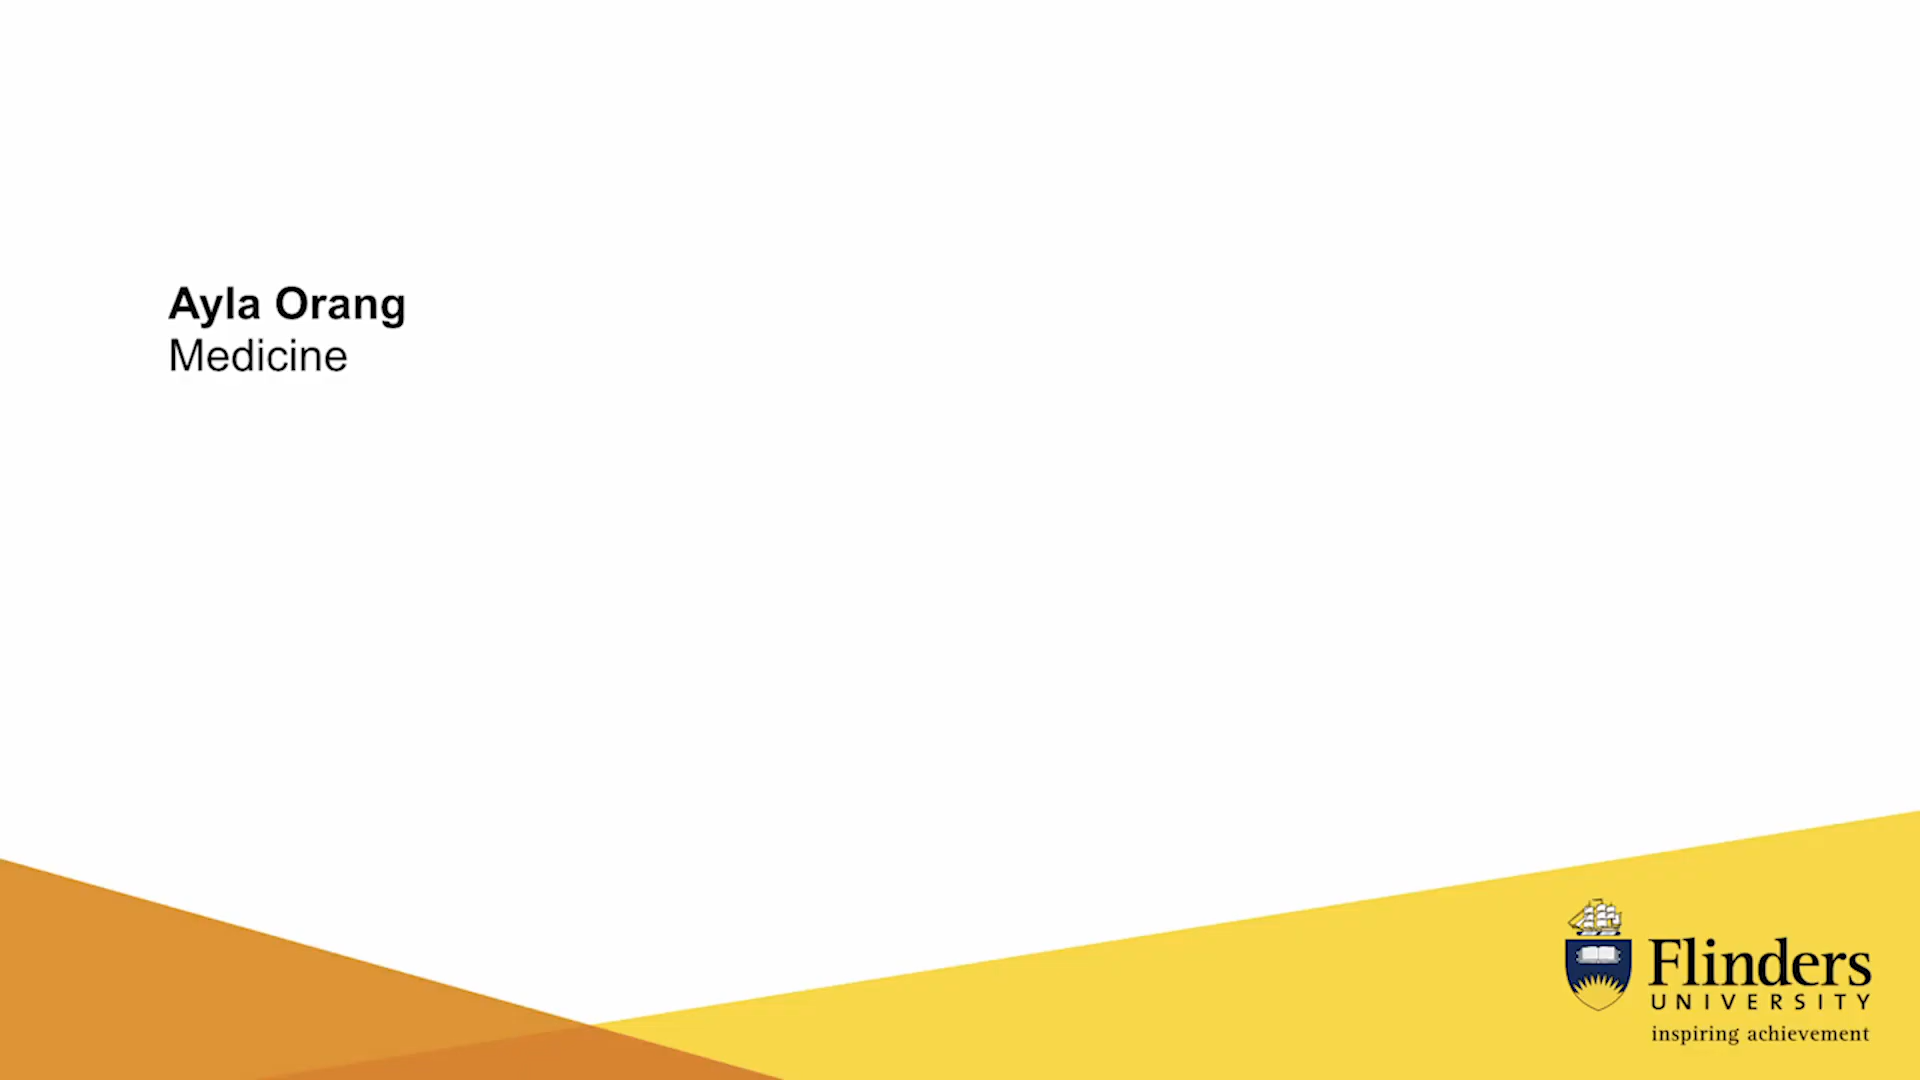 Ayla Orang
Medicine
Flinders
UNIVERSITY
inspiring achievement